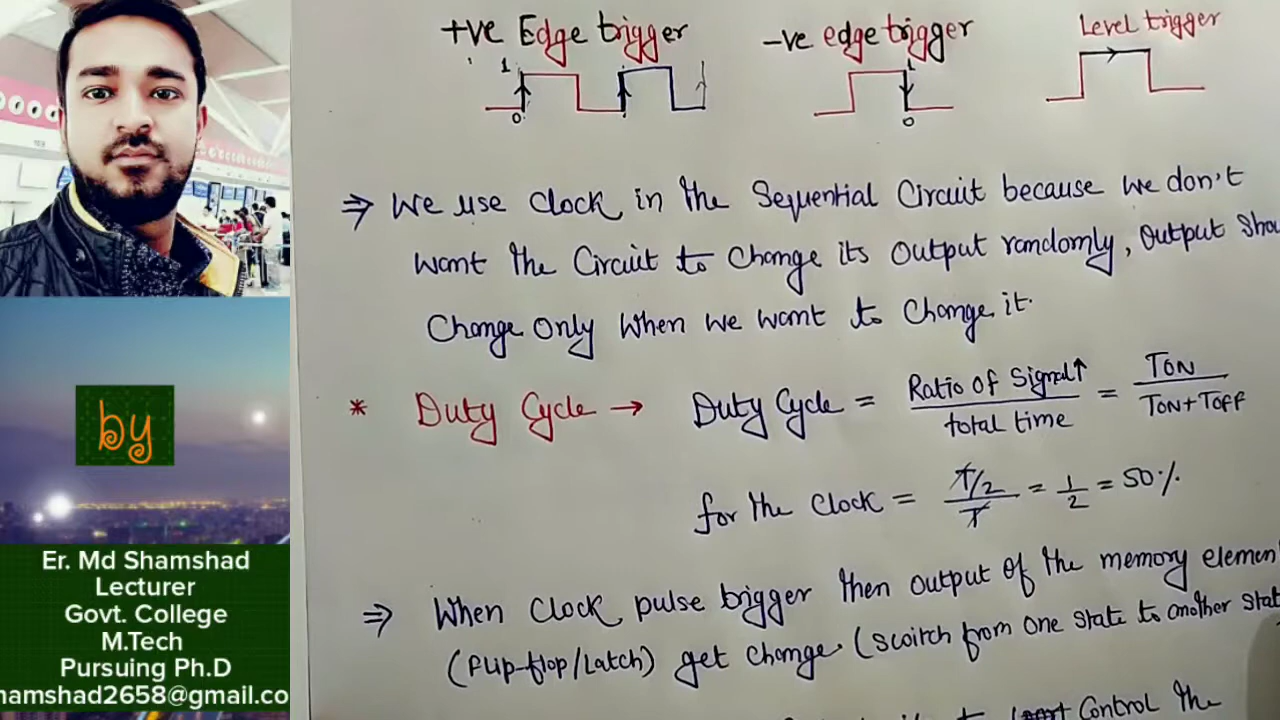 +ve Edge trigger
-ve edge trigger
Level trigger
1
0
1
0
⇒ We use clock in the Sequential Circuit because we don't
want the Circuit to change its output randomly, output Shou
Change only when we want to change it.
* Duty Cycle → Duty Cycle = Ratio of Signal↑ / total time = TON / TON+TOFF
for the clock = T/2 / T = 1/2 = 50%
⇒ When clock pulse trigger then output of the memory elemen
(Flip-flop/Latch) get change (switch from one state to another stat
Control the
by
Er. Md Shamshad
Lecturer
Govt. College
M.Tech
Pursuing Ph.D
hamshad2658@gmail.co